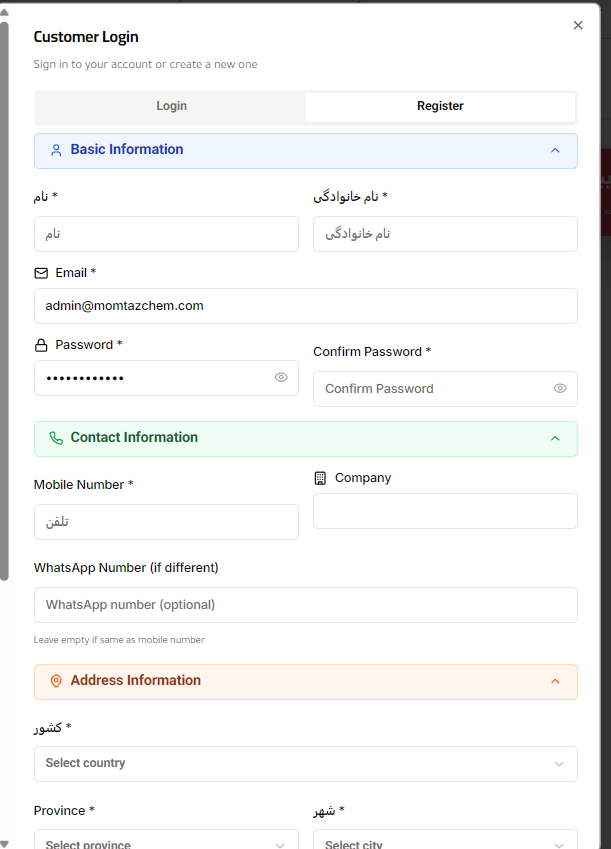 Customer Login
Sign in to your account or create a new one
Login
Register
Basic Information
نام *
نام خانوادگی *
نام
نام خانوادگی
Email *
admin@momtazchem.com
Password *
Confirm Password *
••••••••••••
Confirm Password
Contact Information
Mobile Number *
Company
تلفن
WhatsApp Number (if different)
WhatsApp number (optional)
Leave empty if same as mobile number
Address Information
کشور *
Select country
Province *
شهر *
Select province
Select city